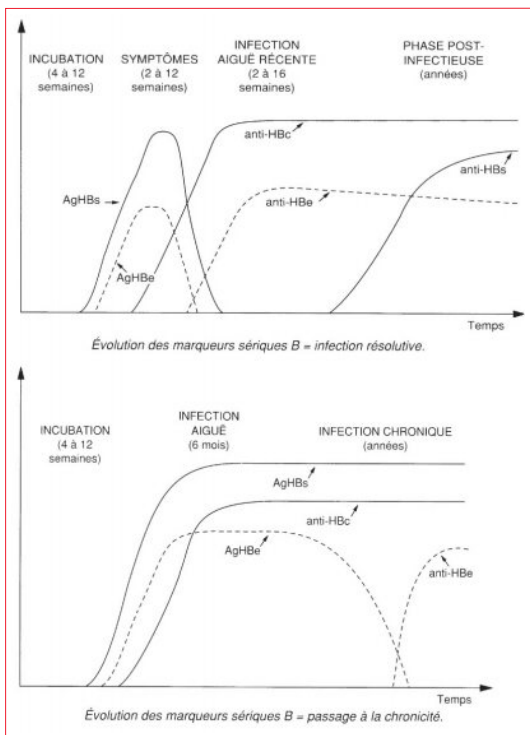 INCUBATION
(4 à 12
semaines)
SYMPTÔMES
(2 à 12
semaines)
INFECTION
AIGUË RÉCENTE
(2 à 16
semaines)
PHASE POST-
INFECTIEUSE
(années)
anti-HBc
anti-HBs
AgHBs
anti-HBe
AgHBe
Temps
Évolution des marqueurs sériques B = infection résolutive.
INCUBATION
(4 à 12
semaines)
INFECTION
AIGUË
(6 mois)
INFECTION CHRONIQUE
(années)
AgHBs
anti-HBc
AgHBe
anti-HBe
Temps
Évolution des marqueurs sériques B = passage à la chronicité.